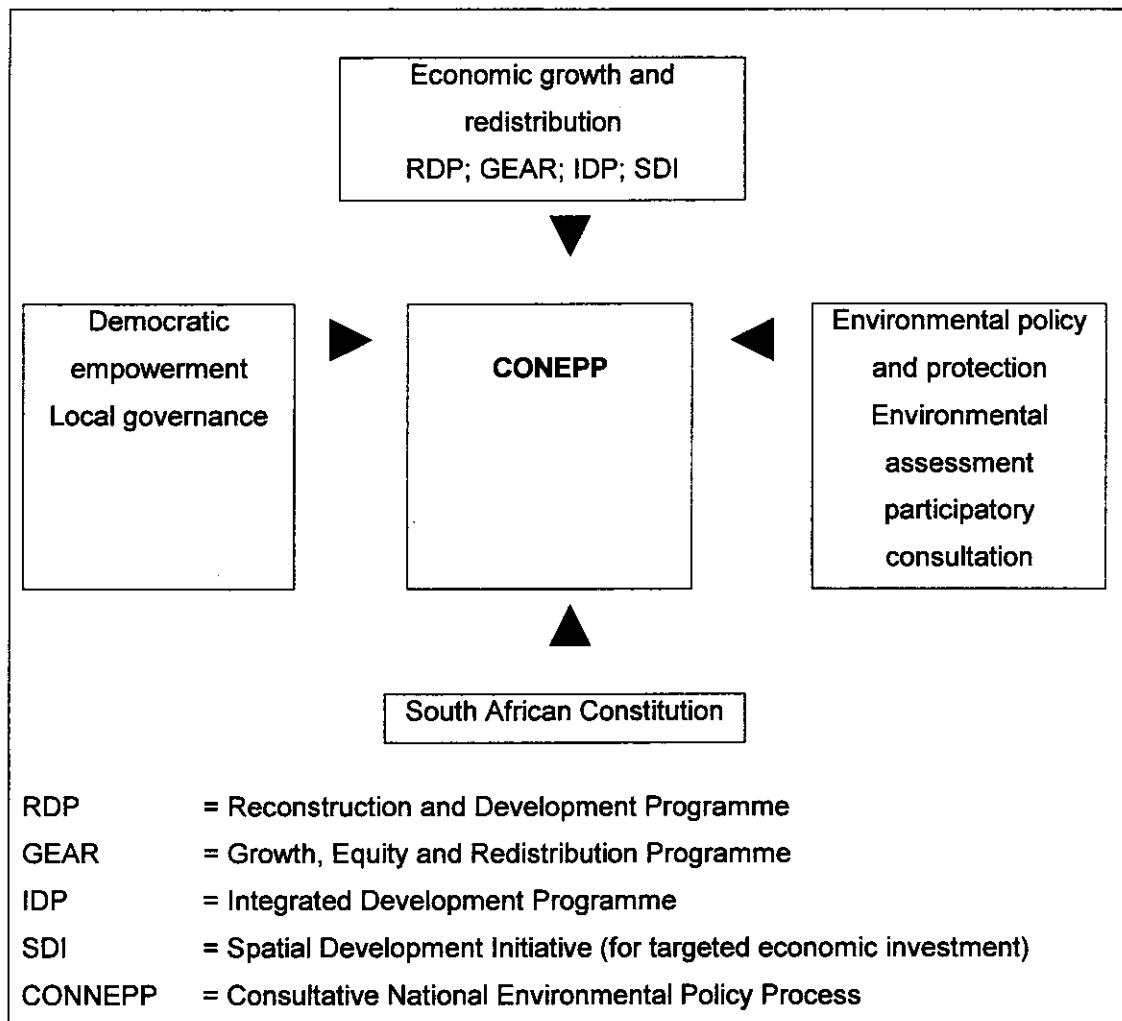 Economic growth and
redistribution
RDP; GEAR; IDP; SDI
Democratic
empowerment
Local governance
CONEPP
Environmental policy
and protection
Environmental
assessment
participatory
consultation
South African Constitution
RDP = Reconstruction and Development Programme
GEAR = Growth, Equity and Redistribution Programme
IDP = Integrated Development Programme
SDI = Spatial Development Initiative (for targeted economic investment)
CONNEPP = Consultative National Environmental Policy Process